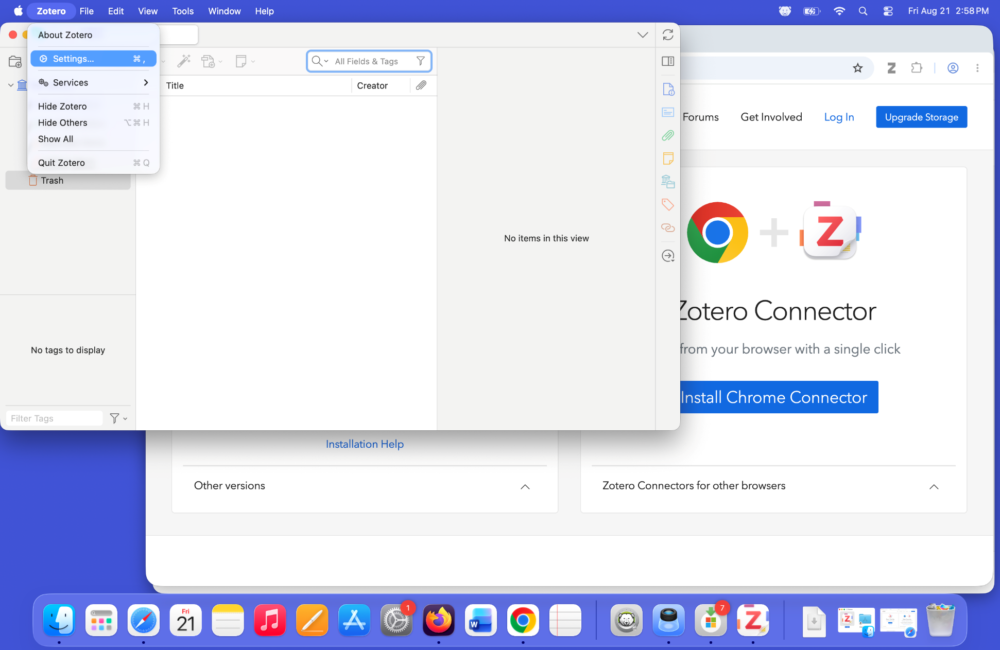 Zotero File Edit View Tools Window Help
Fri Aug 21 2:58 PM
About Zotero
Settings... ⌘ ,
Services
Hide Zotero ⌘ H
Hide Others ⌥ ⌘ H
Show All
Quit Zotero ⌘ Q
All Fields & Tags
Title Creator
Trash
No items in this view
No tags to display
Filter Tags
Forums Get Involved Log In Upgrade Storage
Zotero Connector
from your browser with a single click
Install Chrome Connector
Installation Help
Other versions
Zotero Connectors for other browsers
Fri
21
1
W
7